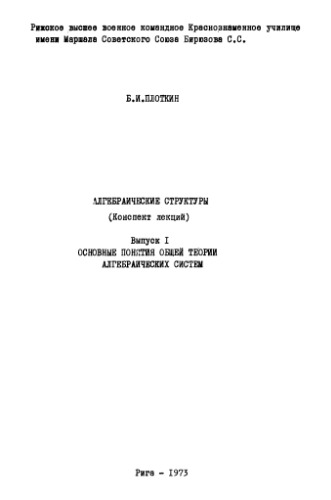 Рижское высшее военное командное Краснознаменное училище
имени Маршала Советского Союза Бирюзова С.С.
Б.И.ПЛОТКИН
АЛГЕБРАИЧЕСКИЕ СТРУКТУРЫ
(Конспект лекций)
Выпуск I
ОСНОВНЫЕ ПОНЯТИЯ ОБЩЕЙ ТЕОРИИ
АЛГЕБРАИЧЕСКИХ СИСТЕМ
Рига - 1973